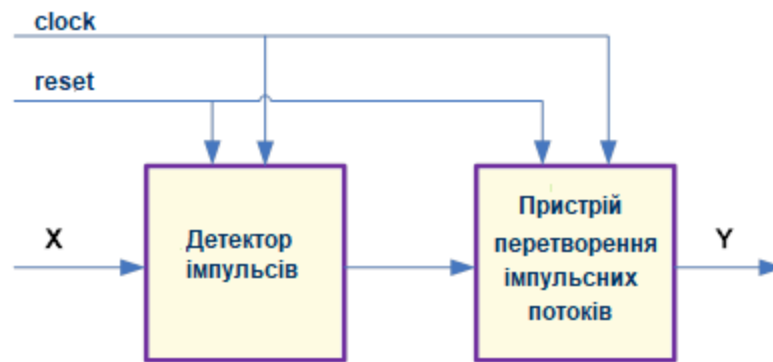 clock
reset
X
Детектор
імпульсів
Пристрій
перетворення
імпульсних
потоків
Y